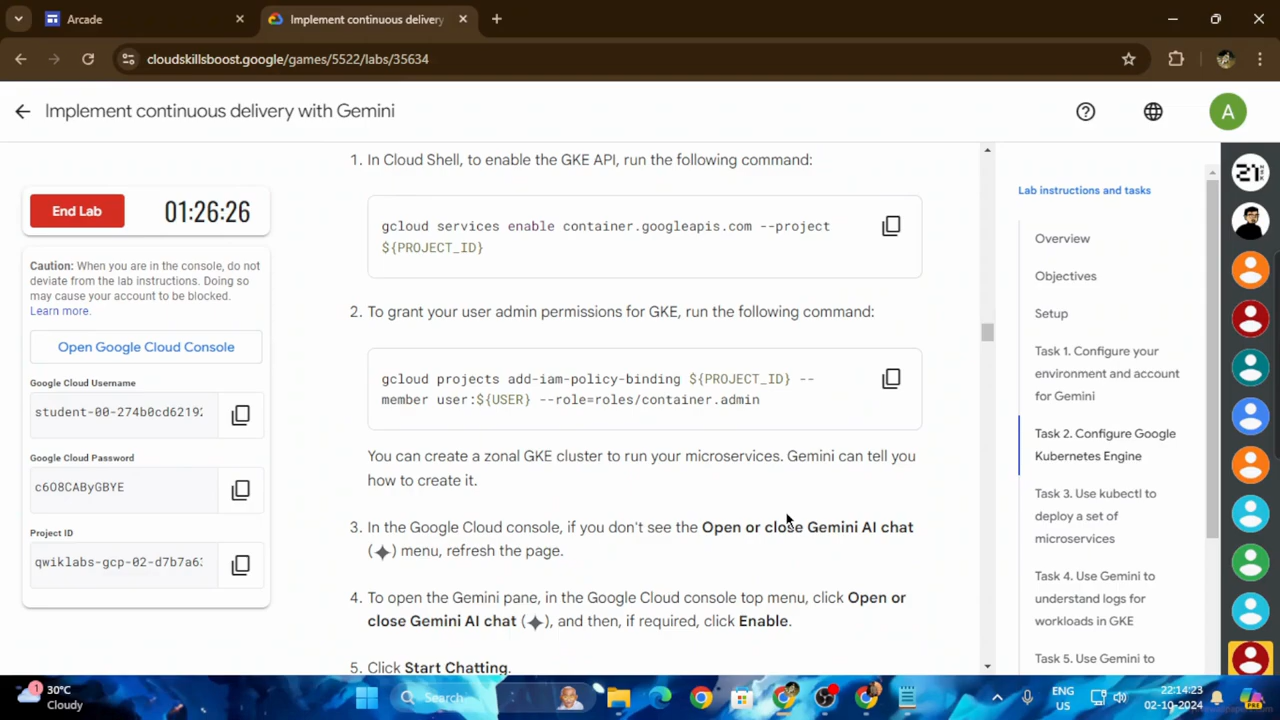 Arcade
Implement continuous delivery
cloudskillsboost.google/games/5522/labs/35634
Implement continuous delivery with Gemini
A
End Lab
01:26:26
Caution: When you are in the console, do not
deviate from the lab instructions. Doing so
may cause your account to be blocked.
Learn more.
Open Google Cloud Console
Google Cloud Username
student-00-274b0cd6219
Google Cloud Password
c6O8CAByGBYE
Project ID
qwiklabs-gcp-02-d7b7a6
1. In Cloud Shell, to enable the GKE API, run the following command:
gcloud services enable container.googleapis.com --project
${PROJECT_ID}
2. To grant your user admin permissions for GKE, run the following command:
gcloud projects add-iam-policy-binding ${PROJECT_ID} --
member user:${USER} --role=roles/container.admin
You can create a zonal GKE cluster to run your microservices. Gemini can tell you
how to create it.
3. In the Google Cloud console, if you don't see the Open or close Gemini AI chat
( ) menu, refresh the page.
4. To open the Gemini pane, in the Google Cloud console top menu, click Open or
close Gemini AI chat ( ), and then, if required, click Enable.
5. Click Start Chatting.
Lab instructions and tasks
Overview
Objectives
Setup
Task 1. Configure your
environment and account
for Gemini
Task 2. Configure Google
Kubernetes Engine
Task 3. Use kubectl to
deploy a set of
microservices
Task 4. Use Gemini to
understand logs for
workloads in GKE
Task 5. Use Gemini to
1
30°C
Cloudy
Search
ENG
US
22:14:23
02-10-2024
PRE